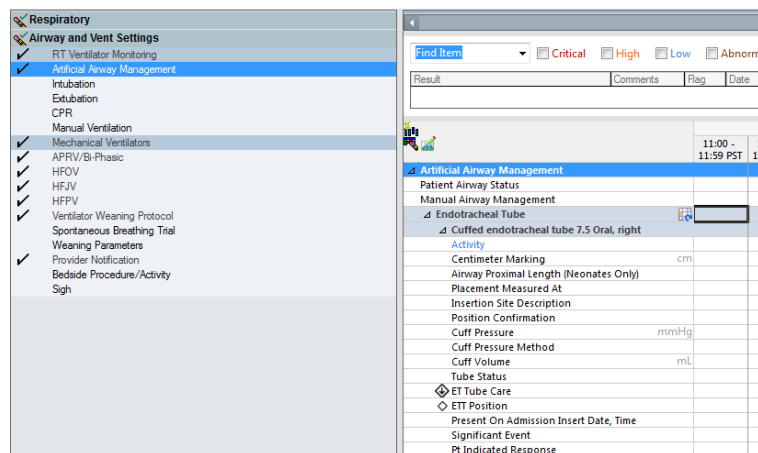 Respiratory
Airway and Vent Settings
RT Ventilator Monitoring
Artificial Airway Management
Intubation
Extubation
CPR
Manual Ventilation
Mechanical Ventilators
APRV/Bi-Phasic
HFOV
HFJV
HFPV
Ventilator Weaning Protocol
Spontaneous Breathing Trial
Weaning Parameters
Provider Notification
Bedside Procedure/Activity
Sigh
Find Item Critical High Low Abnorm
Result Comments Flag Date
11:00 -
11:59 PST 1
Artificial Airway Management
Patient Airway Status
Manual Airway Management
Endotracheal Tube
Cuffed endotracheal tube 7.5 Oral, right
Activity
Centimeter Marking cm
Airway Proximal Length (Neonates Only)
Placement Measured At
Insertion Site Description
Position Confirmation
Cuff Pressure mmHg
Cuff Pressure Method
Cuff Volume mL
Tube Status
ET Tube Care
ETT Position
Present On Admission Insert Date, Time
Significant Event
Pt Indicated Response